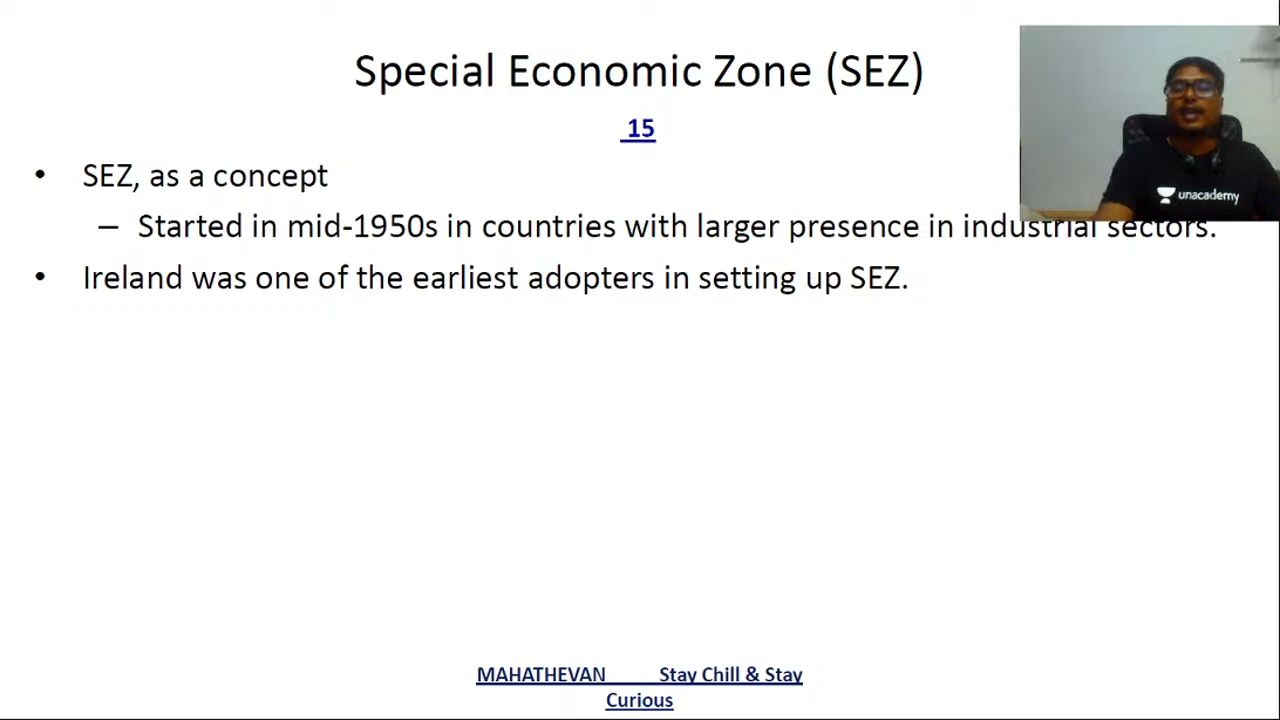 Special Economic Zone (SEZ)
15
• SEZ, as a concept
– Started in mid-1950s in countries with larger presence in industrial sectors.
• Ireland was one of the earliest adopters in setting up SEZ.
unacademy
MAHATHEVAN Stay Chill & Stay
Curious